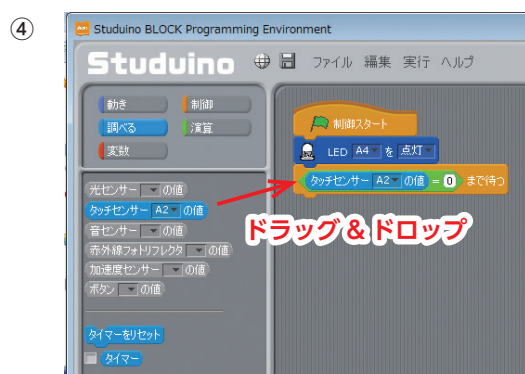 ④
Studuino BLOCK Programming Environment
Studuino ファイル 編集 実行 ヘルプ
動き 制御
調べる 演算
変数
制御スタート
LED A4 を 点灯
タッチセンサー A2 の値 = 0 まで待つ
光センサー の値
タッチセンサー A2 の値
音センサー の値
赤外線フォトリフレクタ の値
加速度センサー の値
ボタン の値
ドラッグ&ドロップ
タイマーをリセット
タイマー